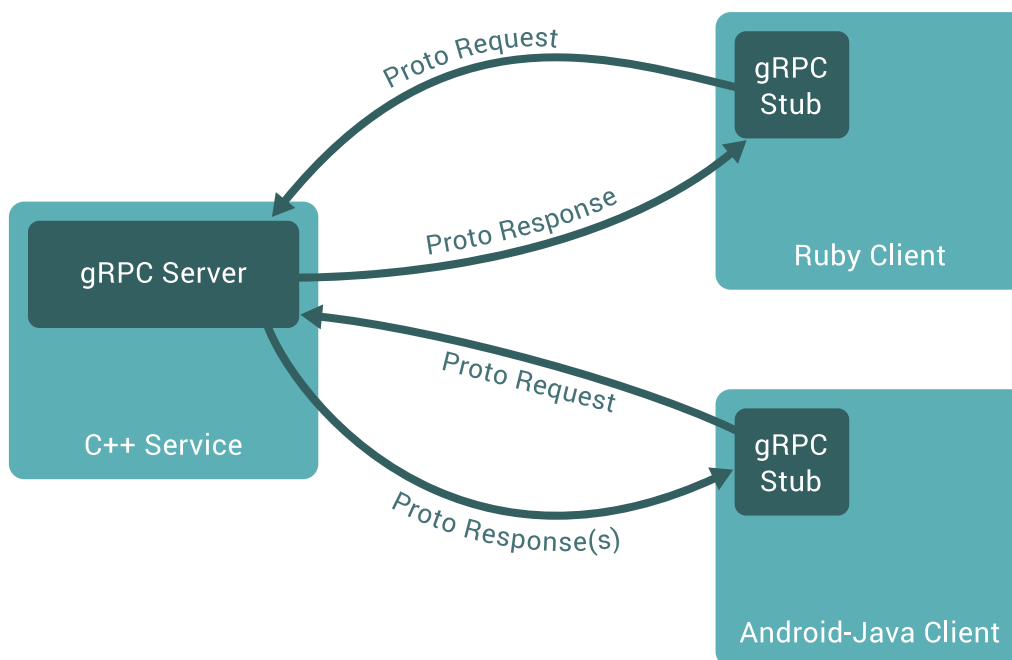 Proto Request
gRPC
Stub
Proto Response
Ruby Client
gRPC Server
C++ Service
Proto Request
gRPC
Stub
Proto Response(s)
Android-Java Client